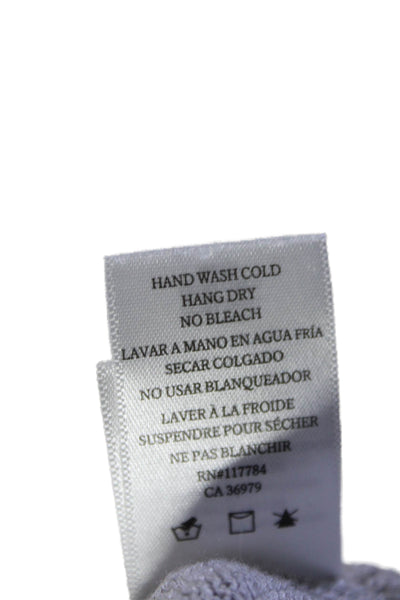 HAND WASH COLD
HANG DRY
NO BLEACH
LAVAR A MANO EN AGUA FRÍA
SECAR COLGADO
NO USAR BLANQUEADOR
LAVER À LA FROIDE
SUSPENDRE POUR SÉCHER
NE PAS BLANCHIR
RN#117784
CA 36979